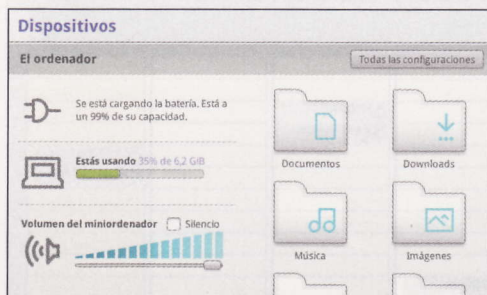 Dispositivos
El ordenador
Todas las configuraciones
Se está cargando la batería. Está a
un 99% de su capacidad.
Estás usando 35% de 6,2 GiB
Volumen del miniordenador Silencio
Documentos
Downloads
Música
Imágenes